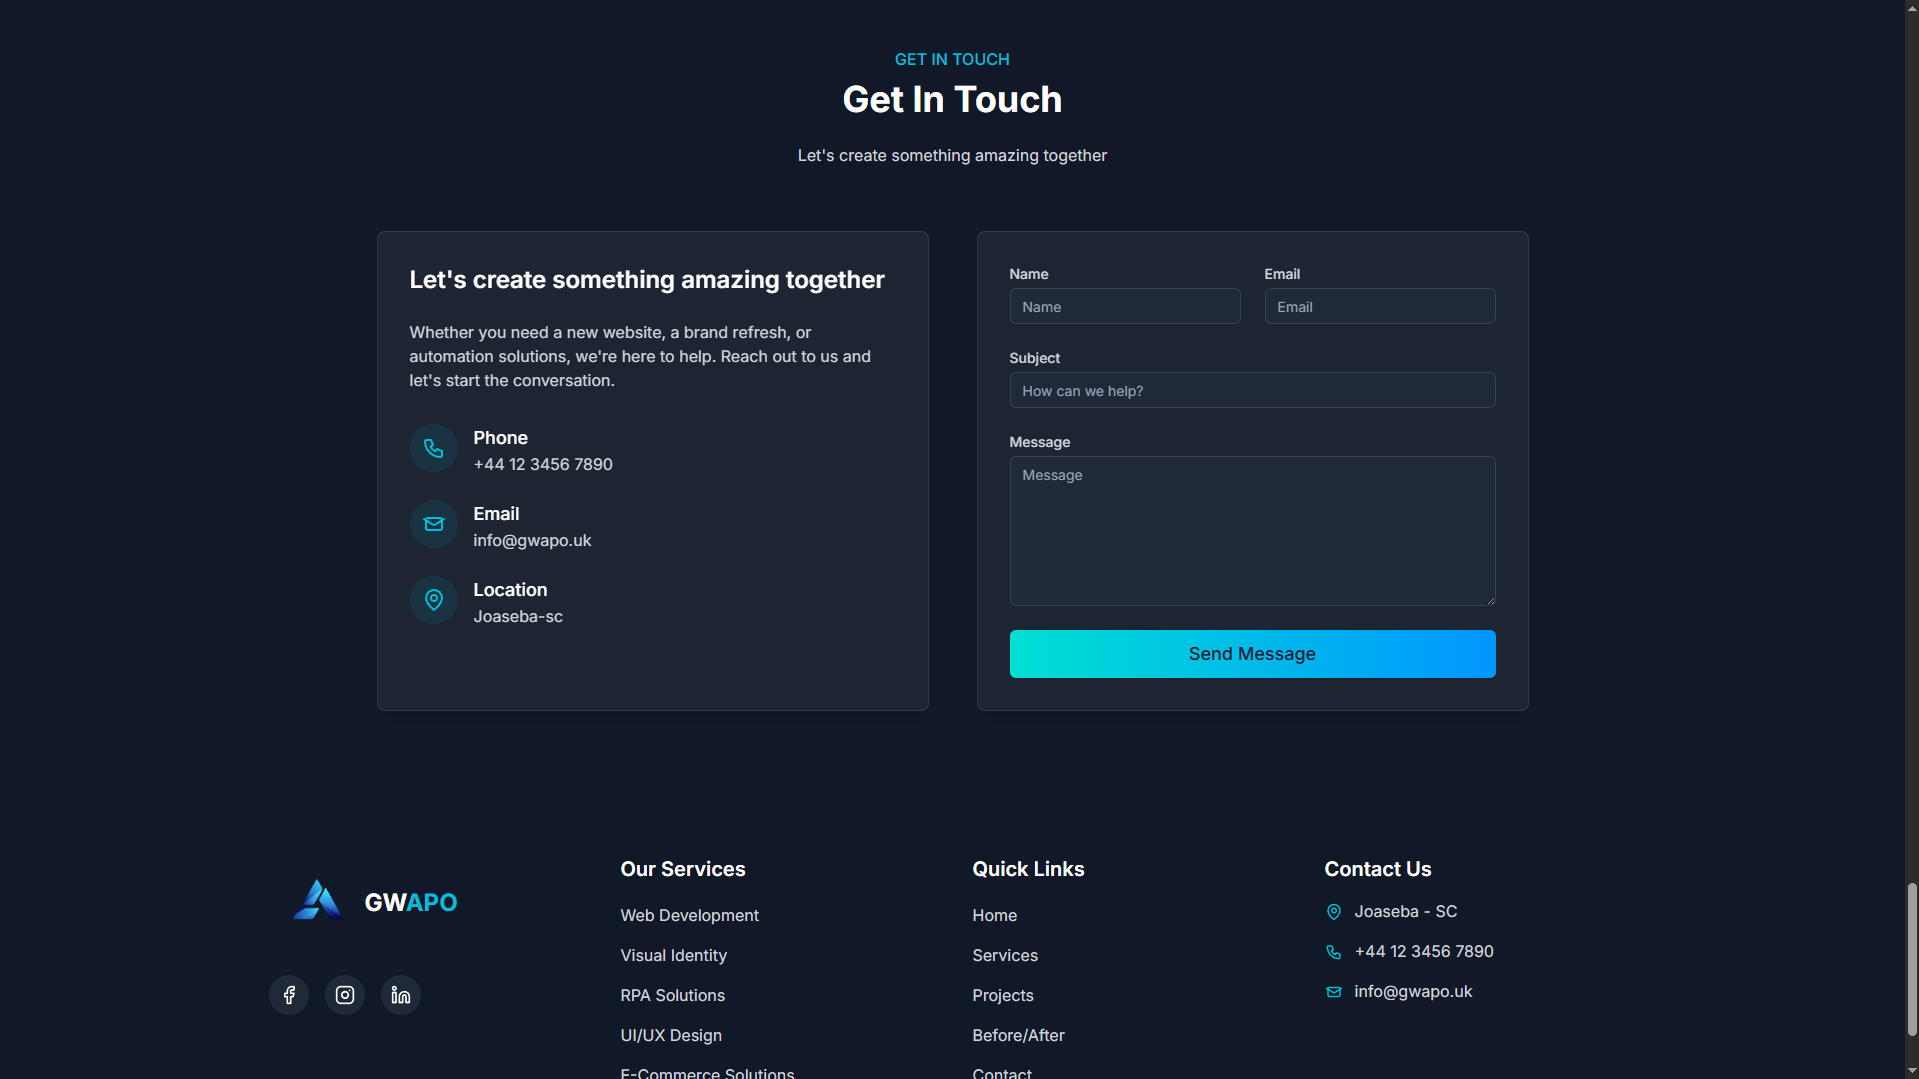 GET IN TOUCH
Get In Touch
Let's create something amazing together
Let's create something amazing together
Whether you need a new website, a brand refresh, or
automation solutions, we're here to help. Reach out to us and
let's start the conversation.
Phone
+44 12 3456 7890
Email
info@gwapo.uk
Location
Joaseba-sc
Name
Email
Name
Email
Subject
How can we help?
Message
Message
Send Message
GWAPO
Our Services
Web Development
Visual Identity
RPA Solutions
UI/UX Design
E-Commerce Solutions
Quick Links
Home
Services
Projects
Before/After
Contact
Contact Us
Joaseba - SC
+44 12 3456 7890
info@gwapo.uk